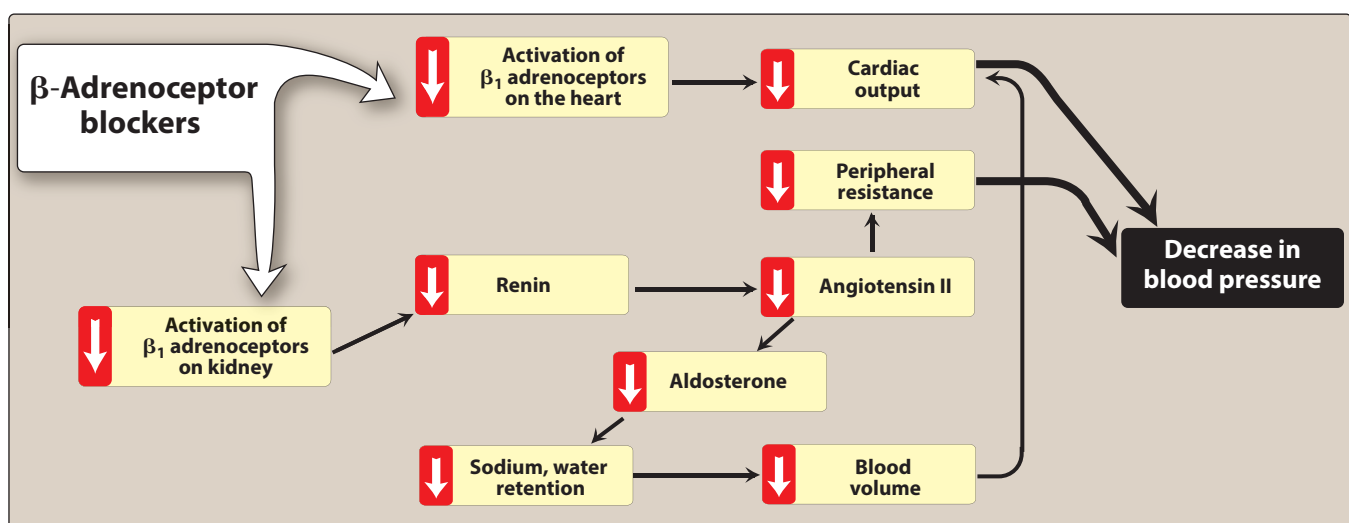 β-Adrenoceptor
blockers
Activation of
β1 adrenoceptors
on the heart
Cardiac
output
Peripheral
resistance
Decrease in
blood pressure
Renin
Angiotensin II
Activation of
β1 adrenoceptors
on kidney
Aldosterone
Sodium, water
retention
Blood
volume